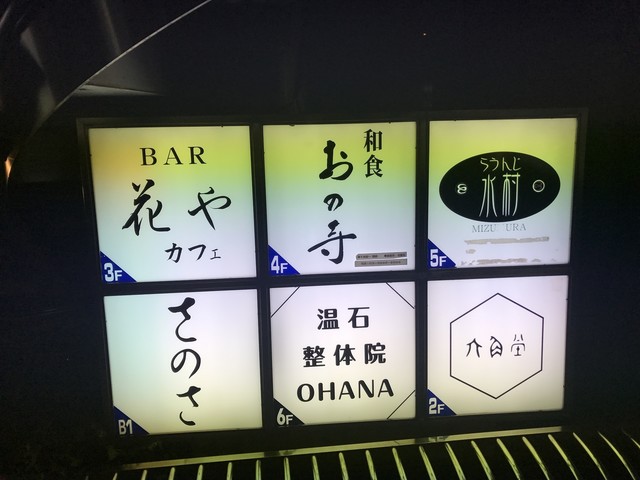 BAR
花や
カフェ
3F
和食
おの寺
4F
らうんじ
水村
MIZU URA
5F
さのさ
B1
温石
整体院
OHANA
6F
六角堂
2F